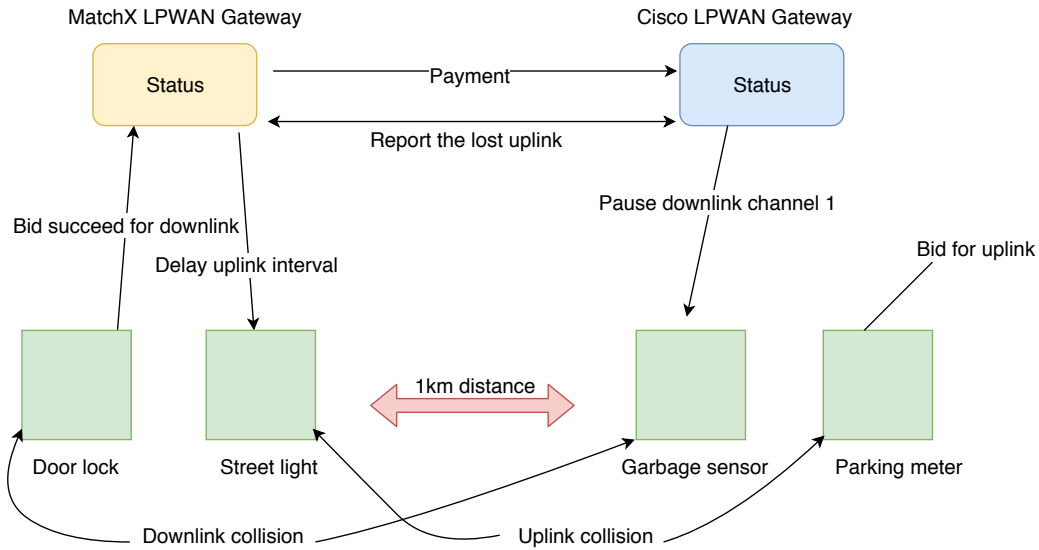 MatchX LPWAN Gateway
Cisco LPWAN Gateway
Status
Payment
Status
Report the lost uplink
Pause downlink channel 1
Bid succeed for downlink
Bid for uplink
Delay uplink interval
1km distance
Door lock
Street light
Garbage sensor
Parking meter
Downlink collision
Uplink collision